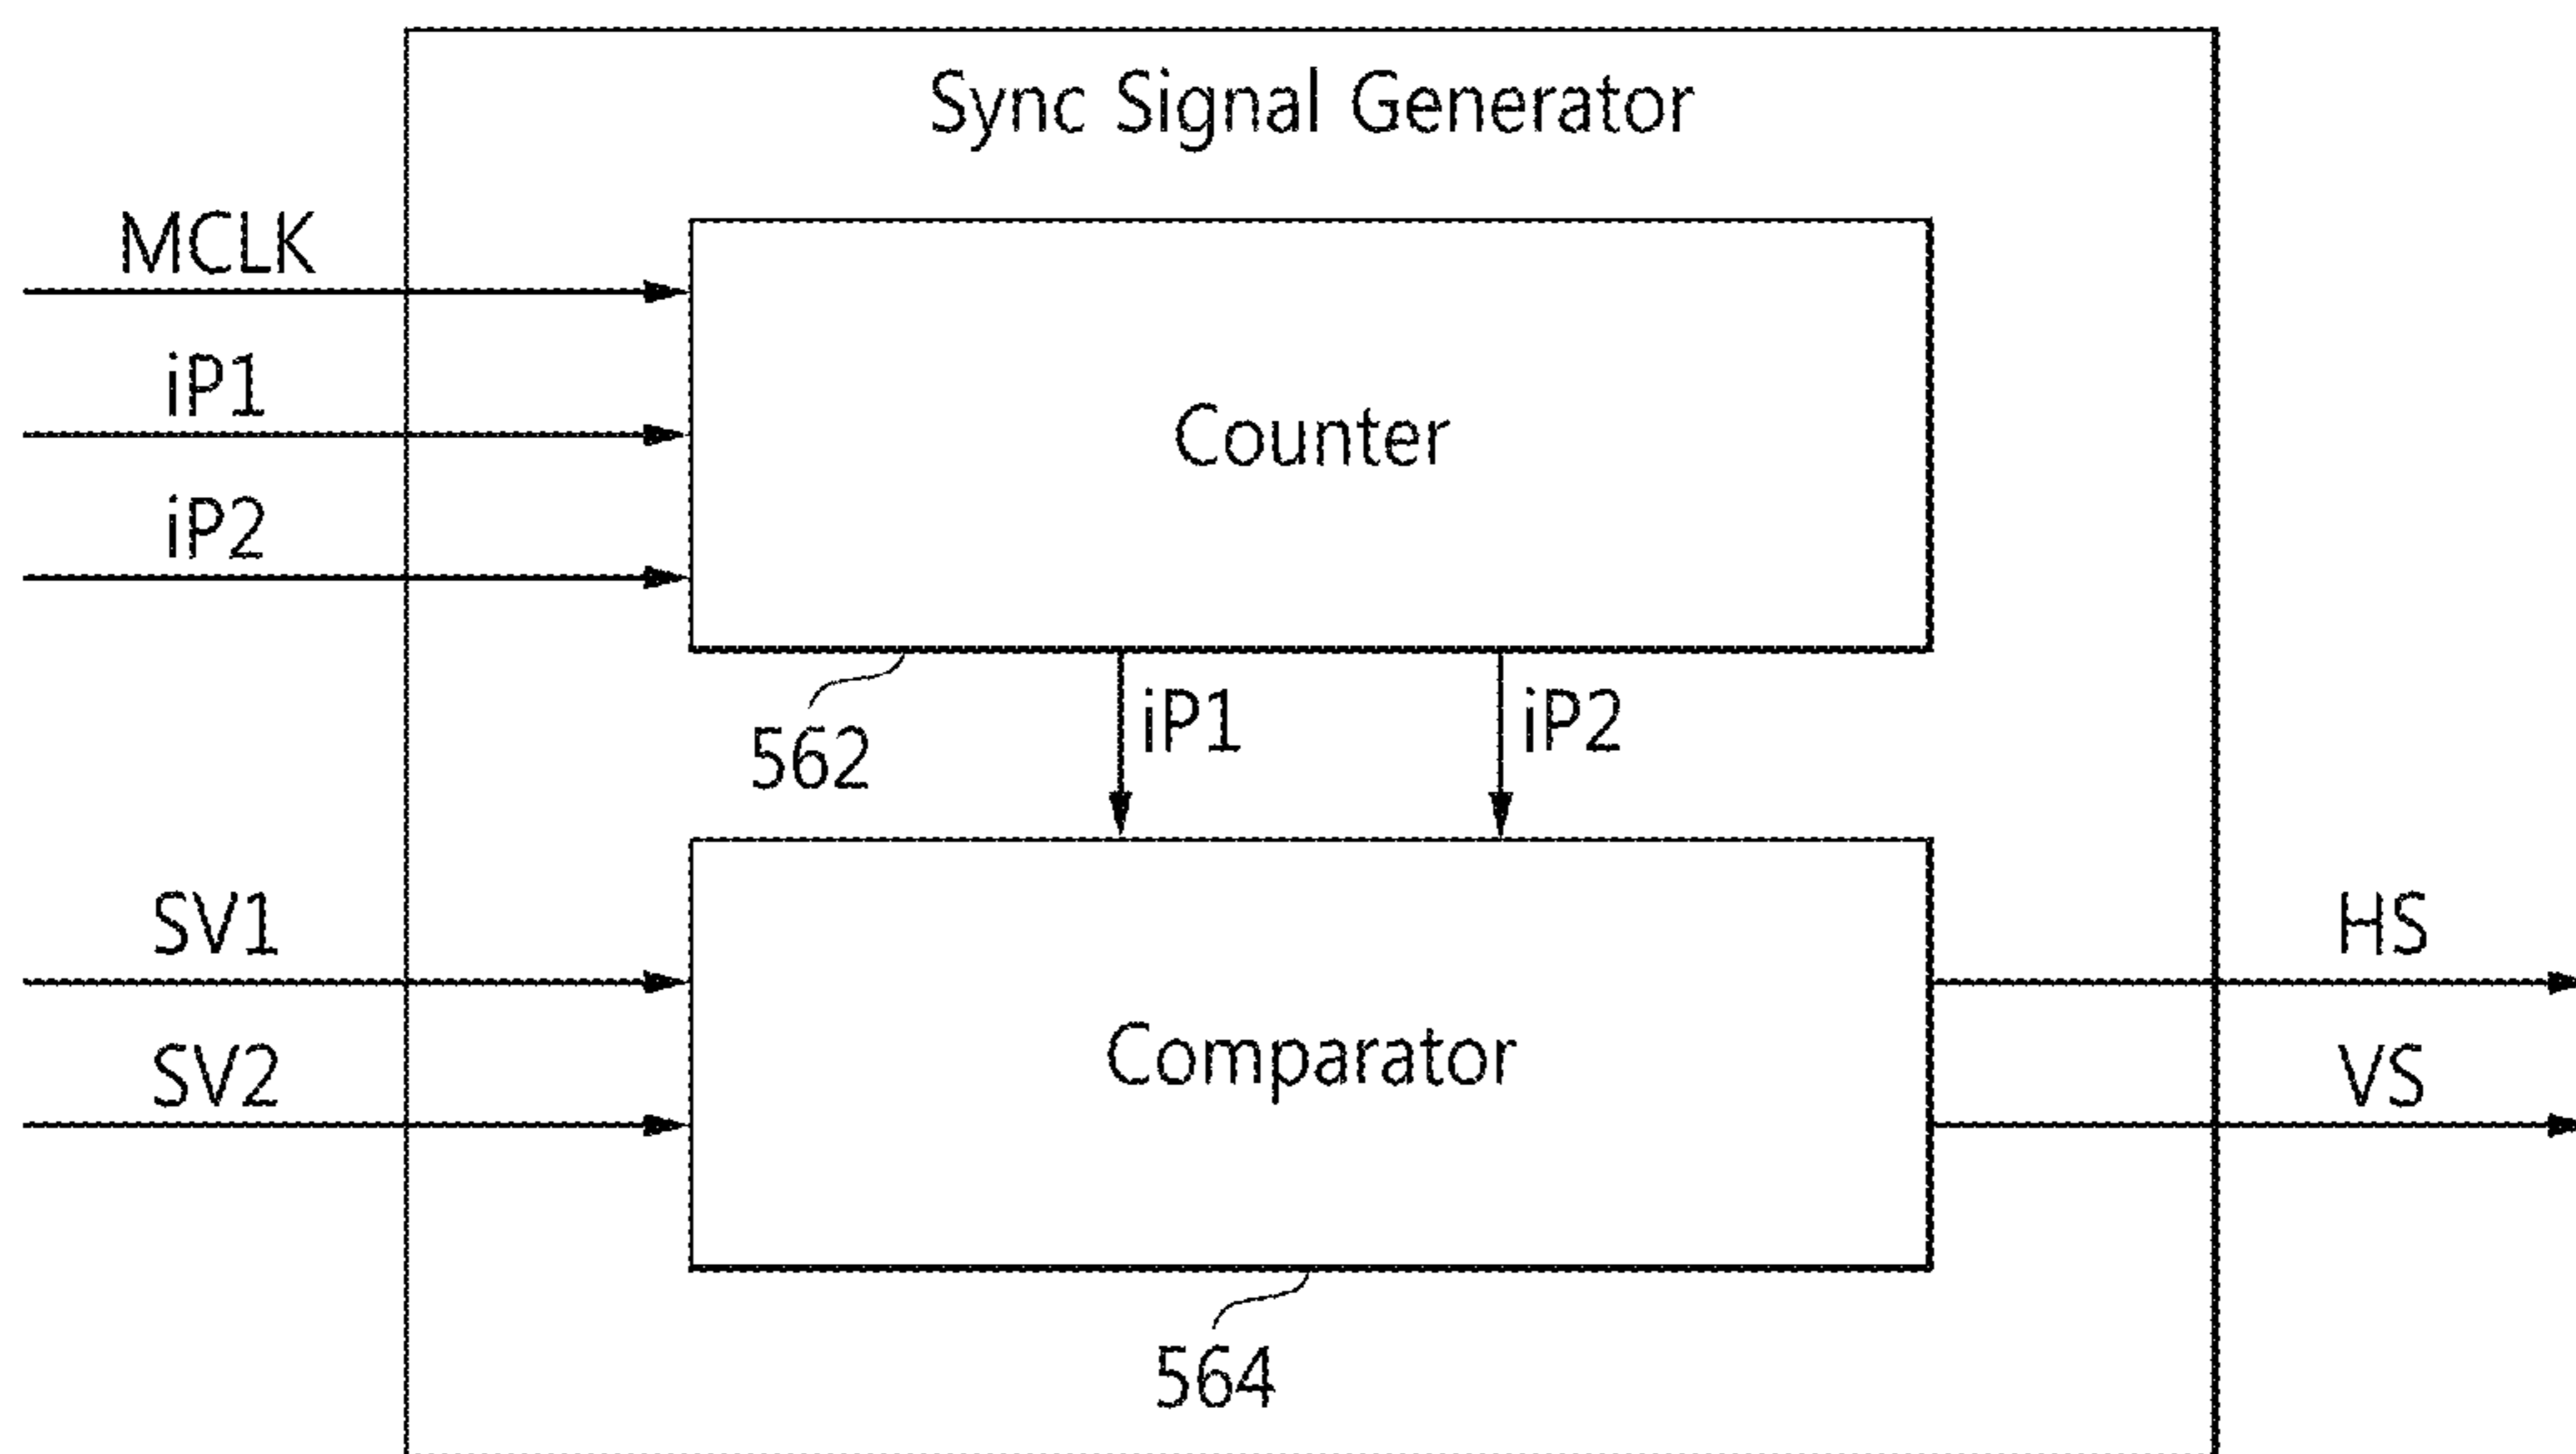 Sync Signal Generator
MCLK
iP1
Counter
iP2
562
iP1
iP2
SV1
HS
Comparator
SV2
VS
564